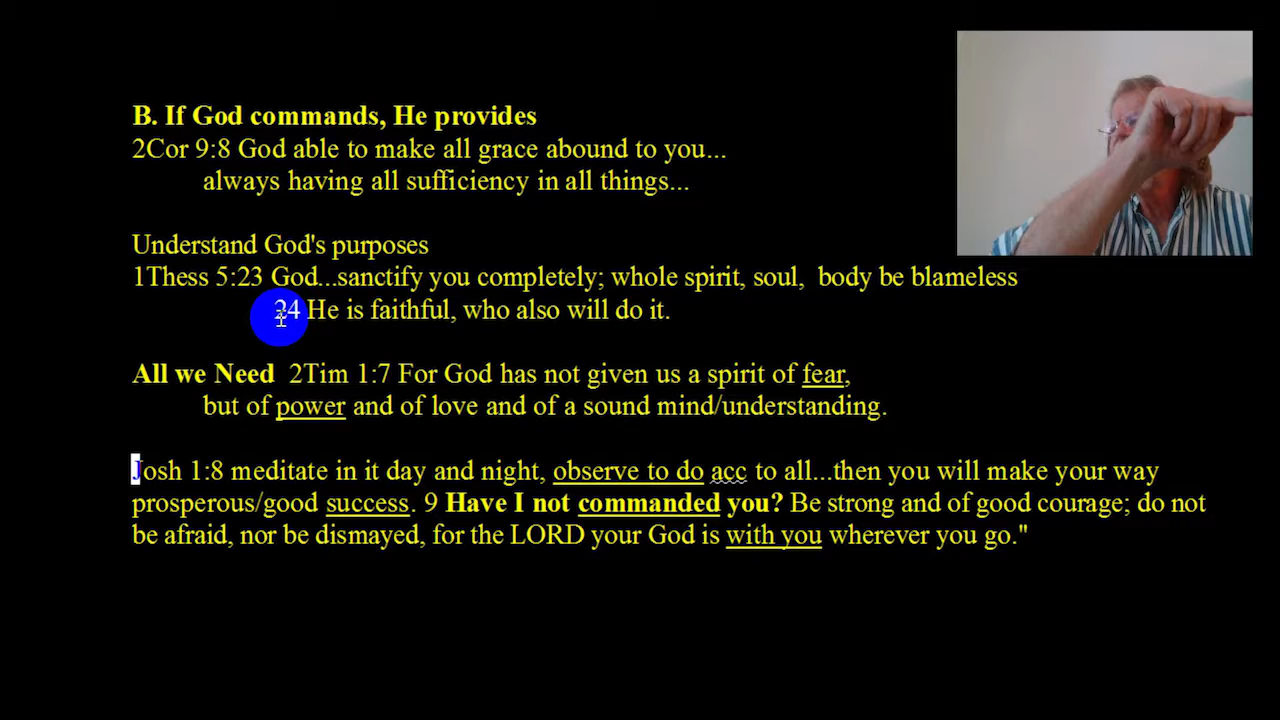 B. If God commands, He provides
2Cor 9:8 God able to make all grace abound to you...
always having all sufficiency in all things...
Understand God's purposes
1Thess 5:23 God...sanctify you completely; whole spirit, soul, body be blameless
24 He is faithful, who also will do it.
All we Need 2Tim 1:7 For God has not given us a spirit of fear,
but of power and of love and of a sound mind/understanding.
Josh 1:8 meditate in it day and night, observe to do acc to all...then you will make your way
prosperous/good success. 9 Have I not commanded you? Be strong and of good courage; do not
be afraid, nor be dismayed, for the LORD your God is with you wherever you go."